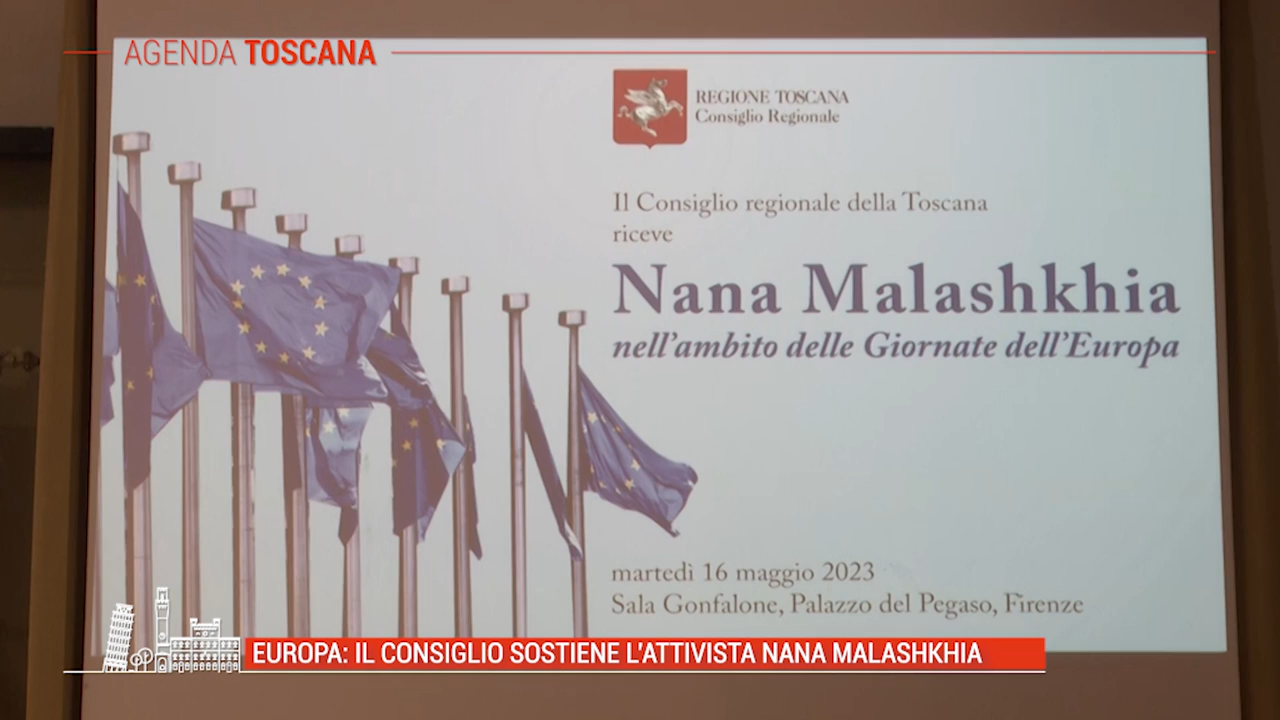 AGENDA TOSCANA
REGIONE TOSCANA
Consiglio Regionale
Il Consiglio regionale della Toscana
riceve
Nana Malashkhia
nell'ambito delle Giornate dell'Europa
martedì 16 maggio 2023
Sala Gonfalone, Palazzo del Pegaso, Firenze
EUROPA: IL CONSIGLIO SOSTIENE L'ATTIVISTA NANA MALASHKHIA